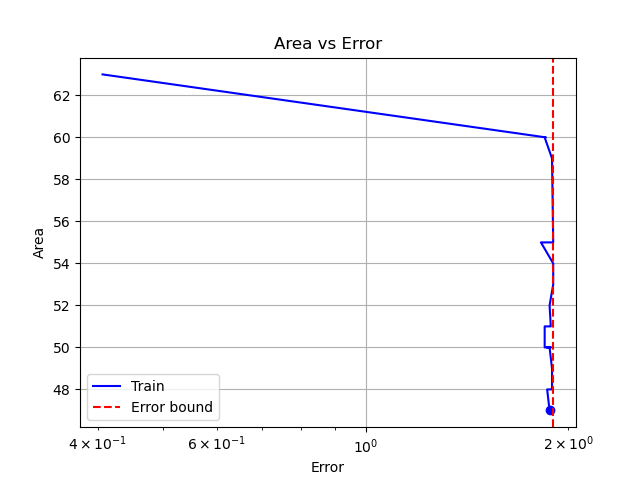 Area vs Error
62
60
58
56
54
52
50
48
Area
Train
Error bound
4 × 10⁻¹
6 × 10⁻¹
10⁰
2 × 10⁰
Error